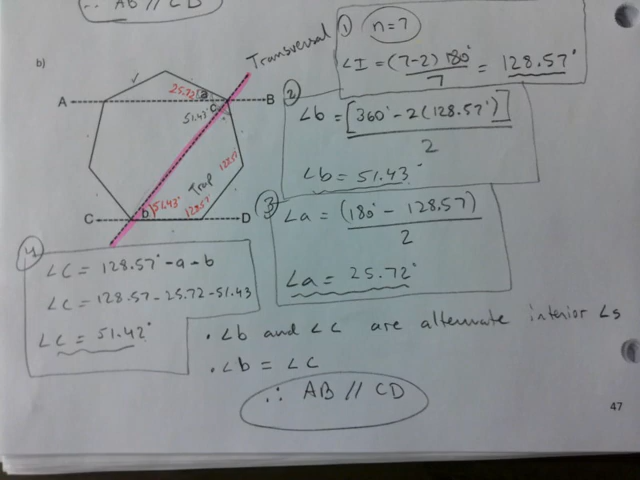 ∴ AB // CD
① n=7
∠I = (7-2)180° / 7 = 128.57°
b)
Transversal
✓
25.72° a
A B
c
51.43°
②
∠b = [360° - 2(128.57°)] / 2
∠b = 51.43°
128.57°
Trap
b 51.43°
128.57
C D
③
∠a = (180° - 128.57) / 2
∠a = 25.72°
4
∠C = 128.57° - a - b
∠C = 128.57 - 25.72 - 51.43
∠C = 51.42°
• ∠b and ∠C are alternate interior ∠s
• ∠b = ∠C
∴ AB // CD
47